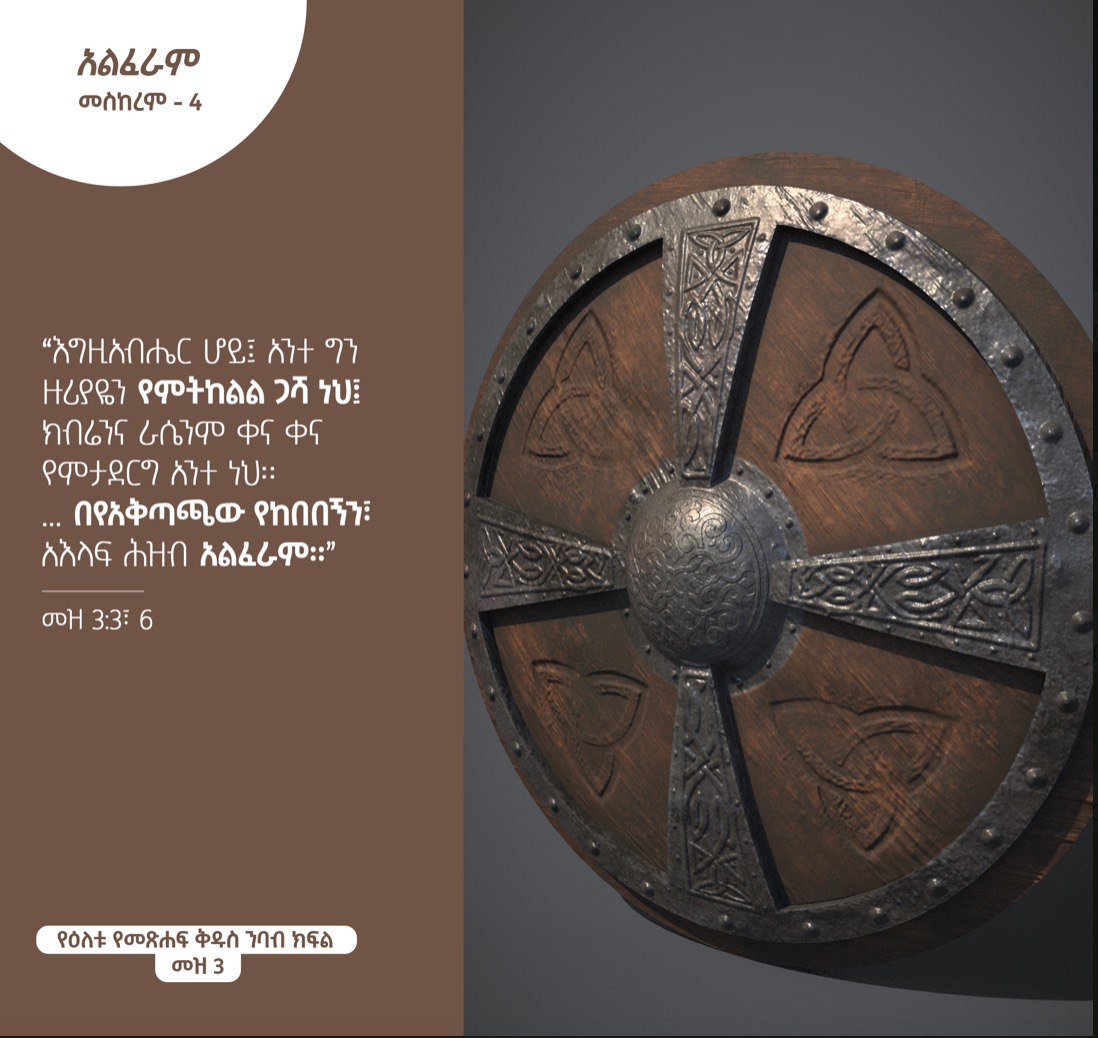 አልፈራም
መስከረም - 4
“እግዚአብሔር ሆይ፤ አንተ ግን
ዙሪያዬን የምትከልል ጋሻ ነህ፤
ክብሬንና ራሴንም ቀና ቀና
የምታደርግ አንተ ነህ።
... በየአቅጣጫው የከበበኝን፣
አእላፍ ሕዝብ አልፈራም።”
መዝ 3:3፣ 6
የዕለቱ የመጽሐፍ ቅዱስ ንባብ ክፍል
መዝ 3